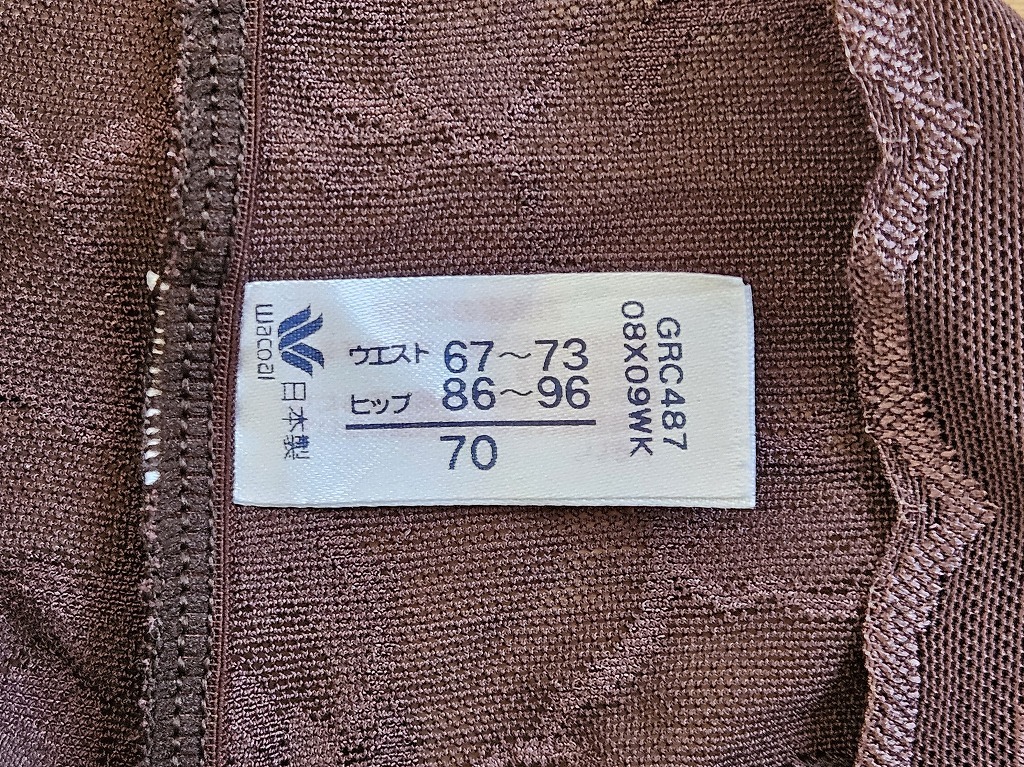 Wacoal
日本製
ウエスト 67～73
ヒップ 86～96
70
GRC487
08X09WK